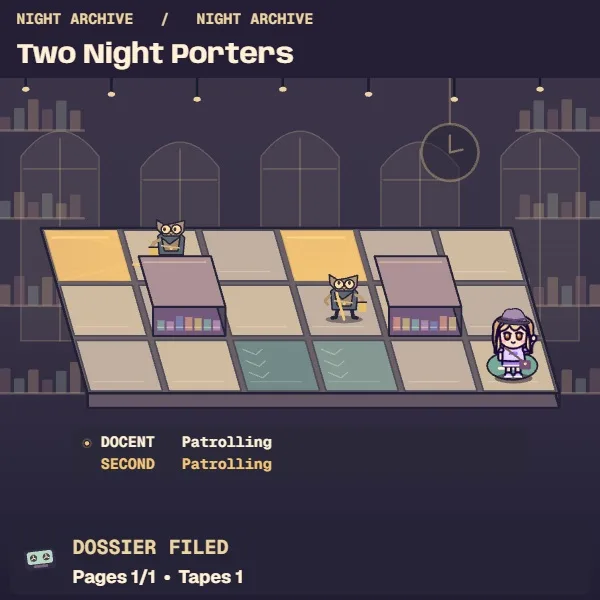 NIGHT ARCHIVE / NIGHT ARCHIVE
Two Night Porters
DOCENT Patrolling
SECOND Patrolling
DOSSIER FILED
Pages 1/1 • Tapes 1